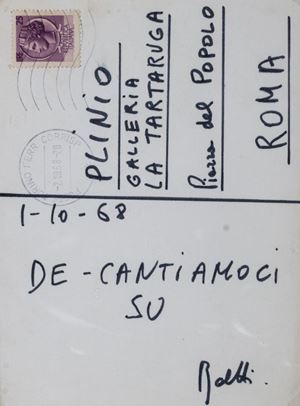 PLINIO
GALLERIA
LA TARTARUGA
Piazza del POPOLO
ROMA
1-10-68
DE-CANTIAMOCI
SU
Boetti.